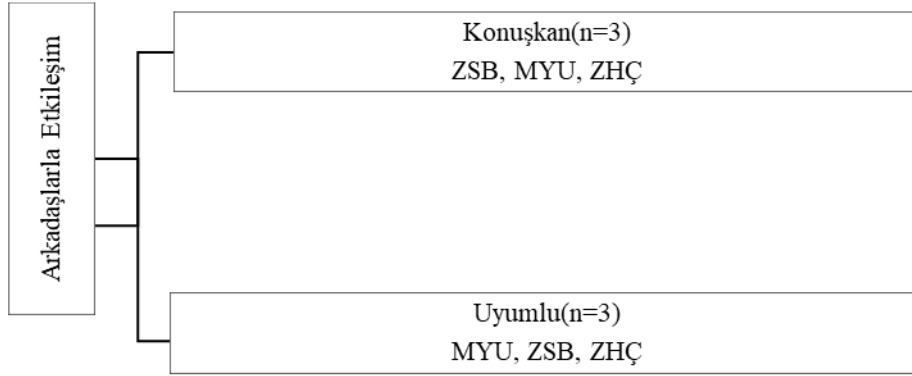 Arkadaşlarla Etkileşim
Konuşkan(n=3)
ZSB, MYU, ZHÇ
Uyumlu(n=3)
MYU, ZSB, ZHÇ